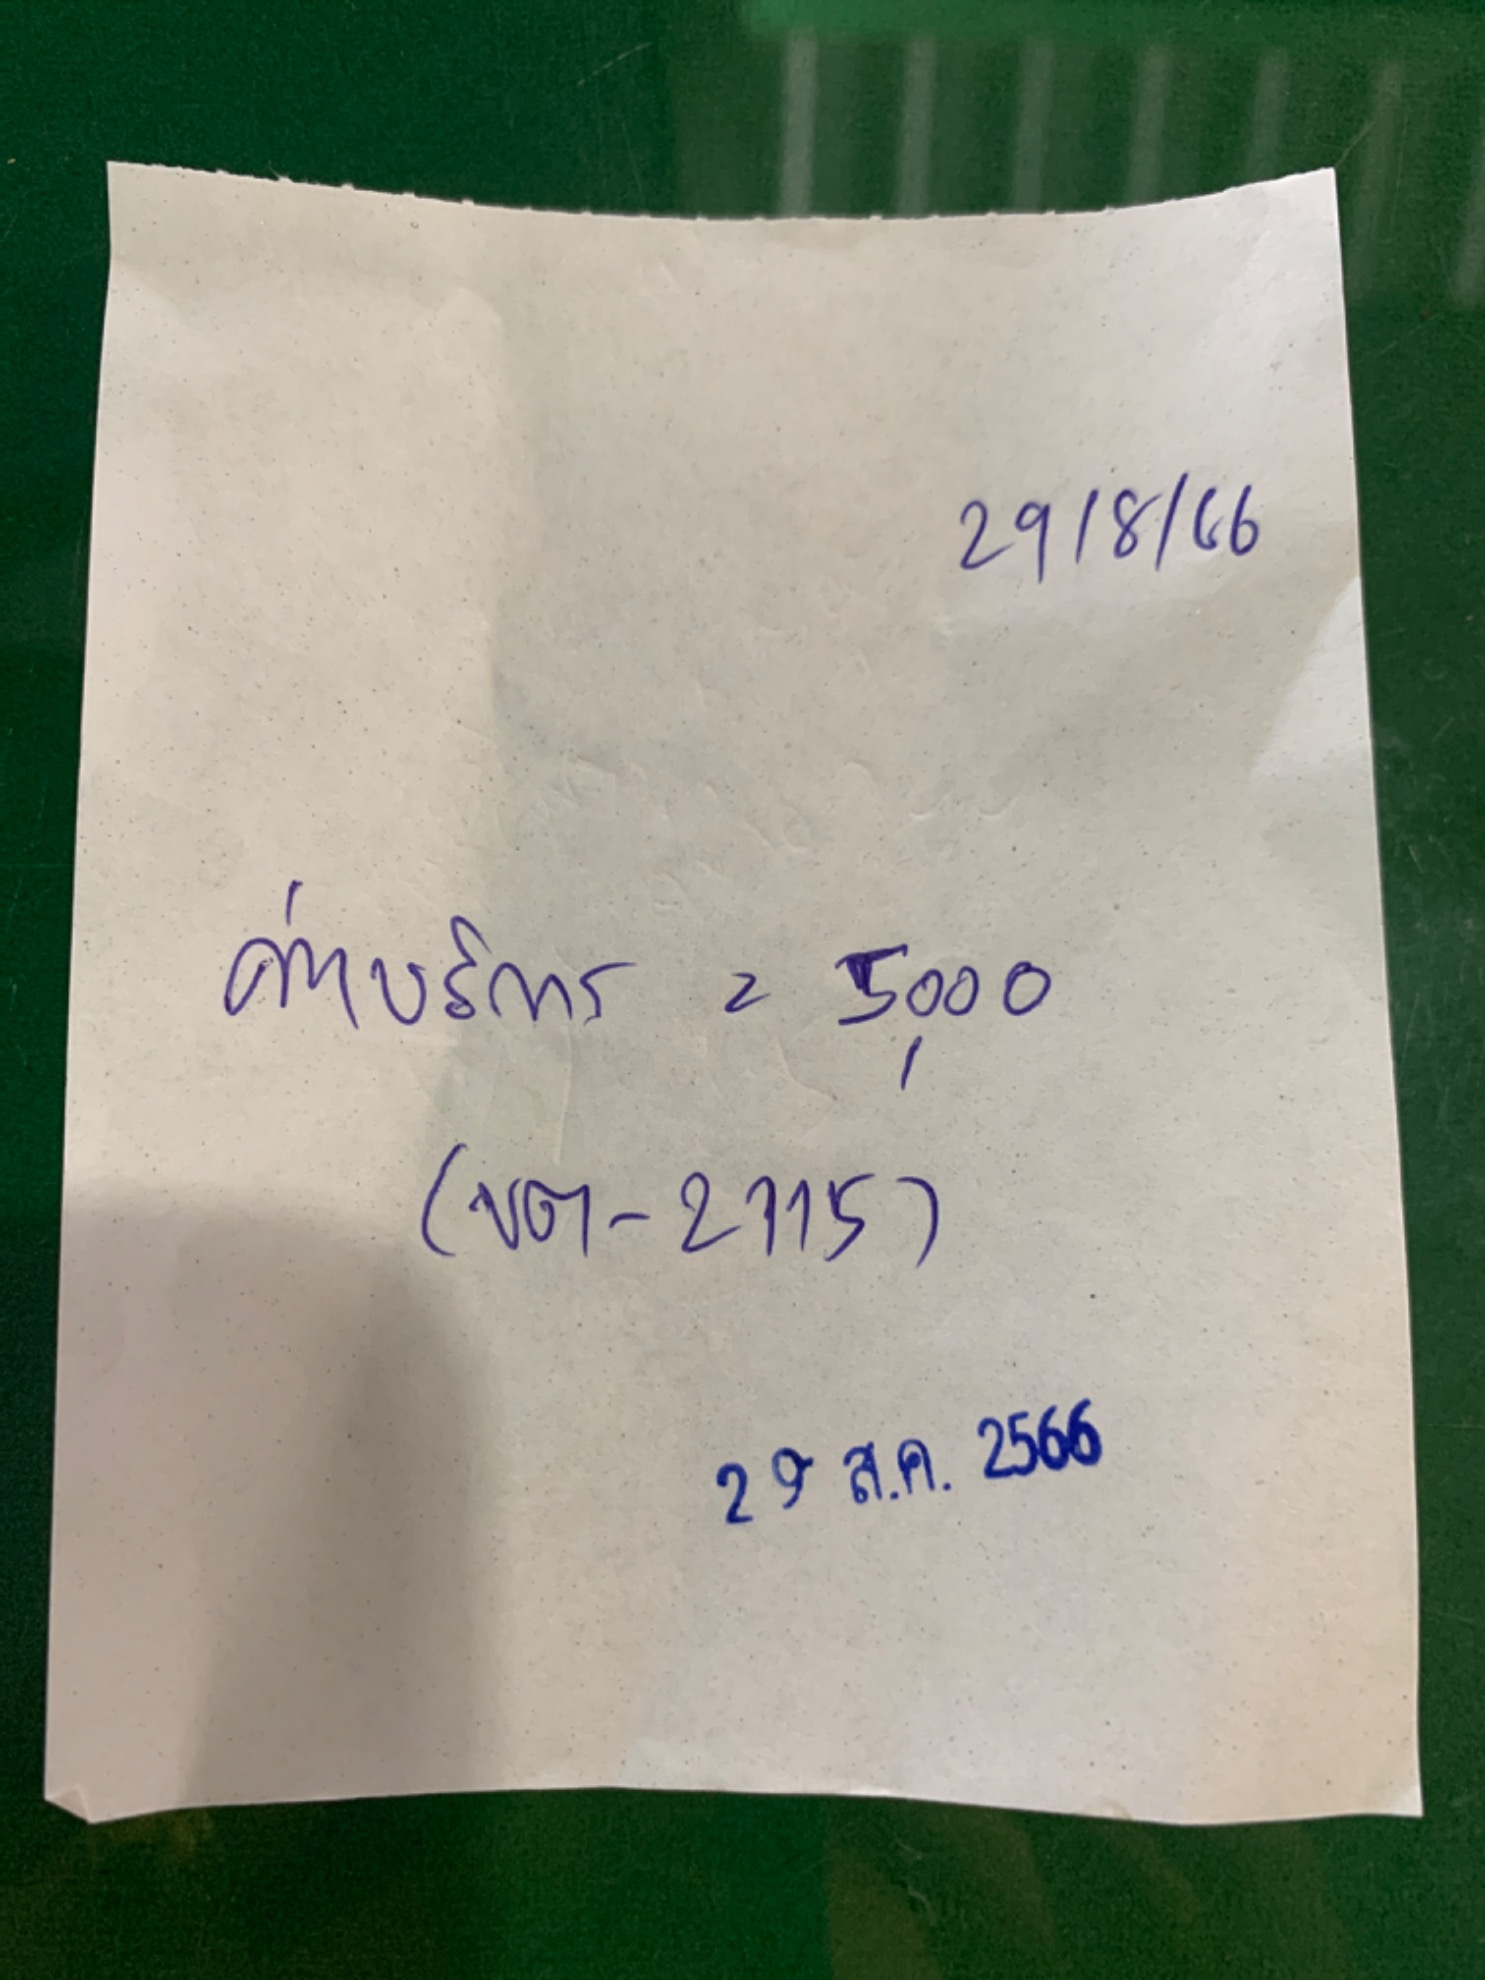 29/8/66
ค่าบริการ = 5,000
(ขต-2115)
29 ส.ค. 2566